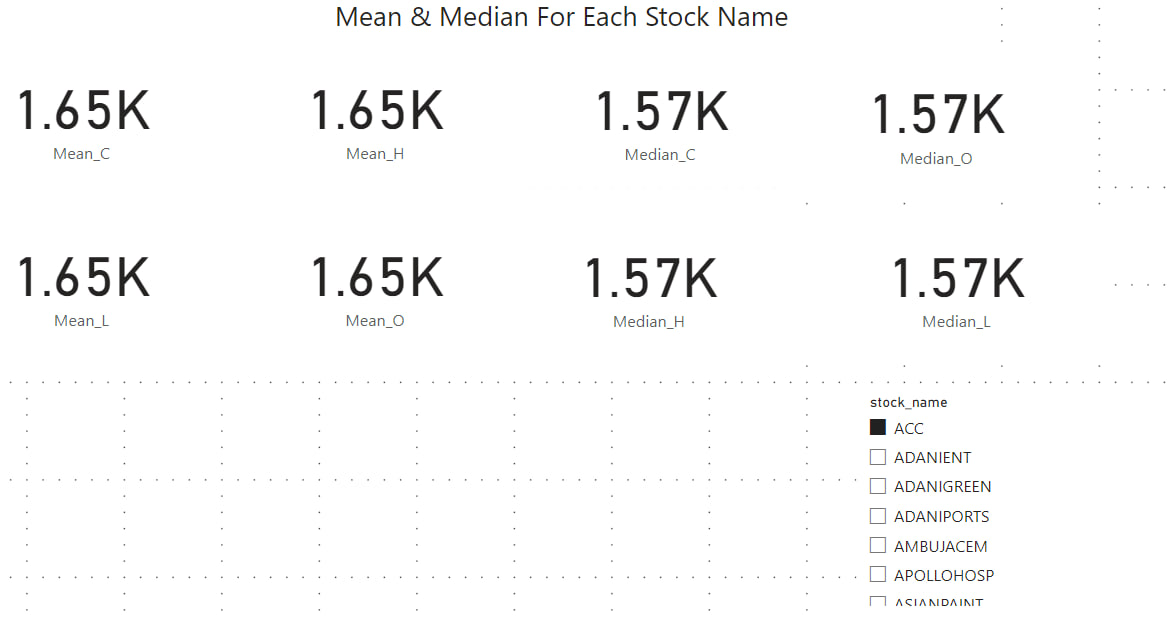 Mean & Median For Each Stock Name
1.65K
Mean_C
1.65K
Mean_H
1.57K
Median_C
1.57K
Median_O
1.65K
Mean_L
1.65K
Mean_O
1.57K
Median_H
1.57K
Median_L
stock_name
ACC
ADANIENT
ADANIGREEN
ADANIPORTS
AMBUJACEM
APOLLOHOSP
ASIANPAINT